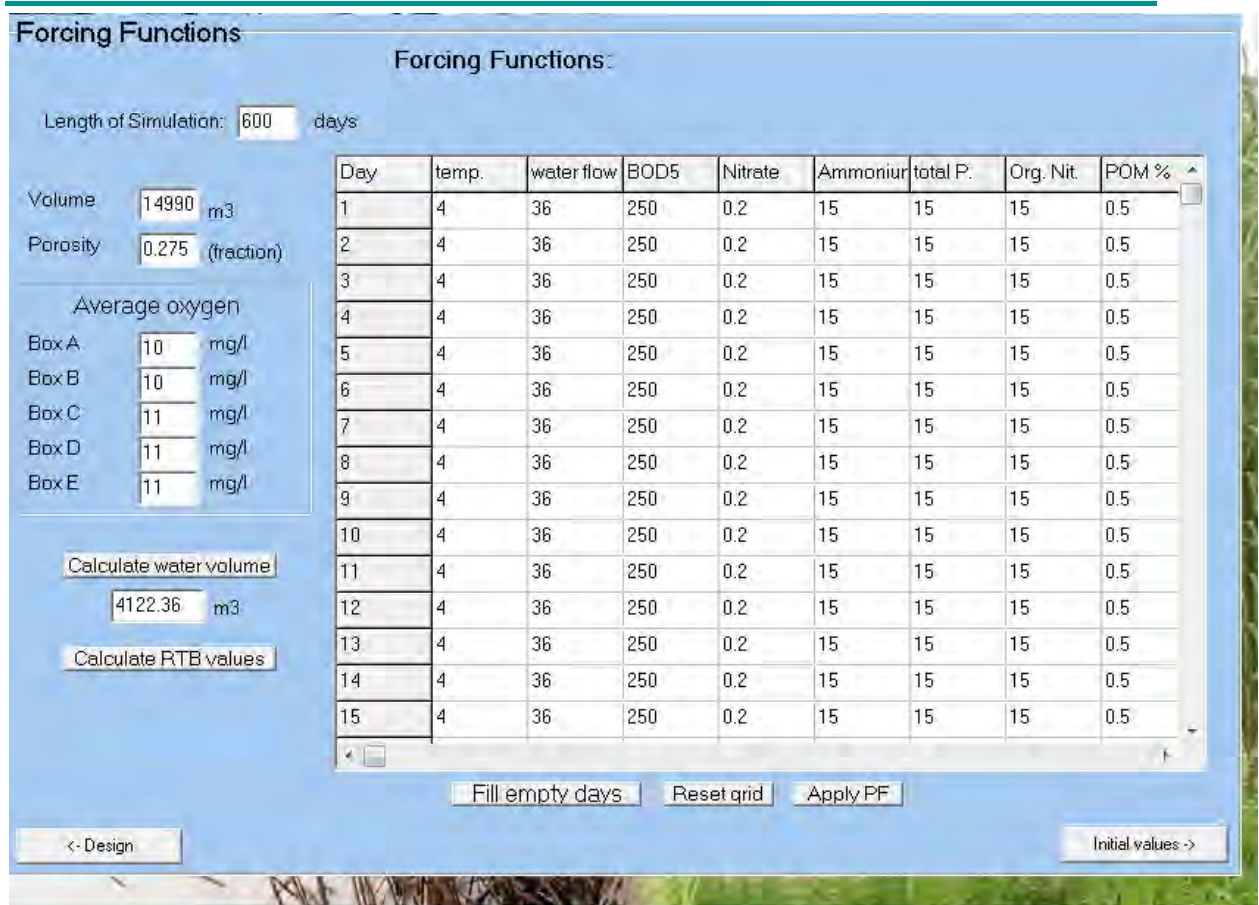 Forcing Functions
Forcing Functions:
Length of Simulation: 600 days
Volume 14990 m3
Porosity 0.275 (fraction)
Average oxygen
Box A 10 mg/l
Box B 10 mg/l
Box C 11 mg/l
Box D 11 mg/l
Box E 11 mg/l
Calculate water volume
4122.36 m3
Calculate RTB values
Day temp. water flow BOD5 Nitrate Ammoniur total P. Org. Nit. POM %
1 4 36 250 0.2 15 15 15 0.5
2 4 36 250 0.2 15 15 15 0.5
3 4 36 250 0.2 15 15 15 0.5
4 4 36 250 0.2 15 15 15 0.5
5 4 36 250 0.2 15 15 15 0.5
6 4 36 250 0.2 15 15 15 0.5
7 4 36 250 0.2 15 15 15 0.5
8 4 36 250 0.2 15 15 15 0.5
9 4 36 250 0.2 15 15 15 0.5
10 4 36 250 0.2 15 15 15 0.5
11 4 36 250 0.2 15 15 15 0.5
12 4 36 250 0.2 15 15 15 0.5
13 4 36 250 0.2 15 15 15 0.5
14 4 36 250 0.2 15 15 15 0.5
15 4 36 250 0.2 15 15 15 0.5
Fill empty days Reset grid Apply PF
<- Design
Initial values ->